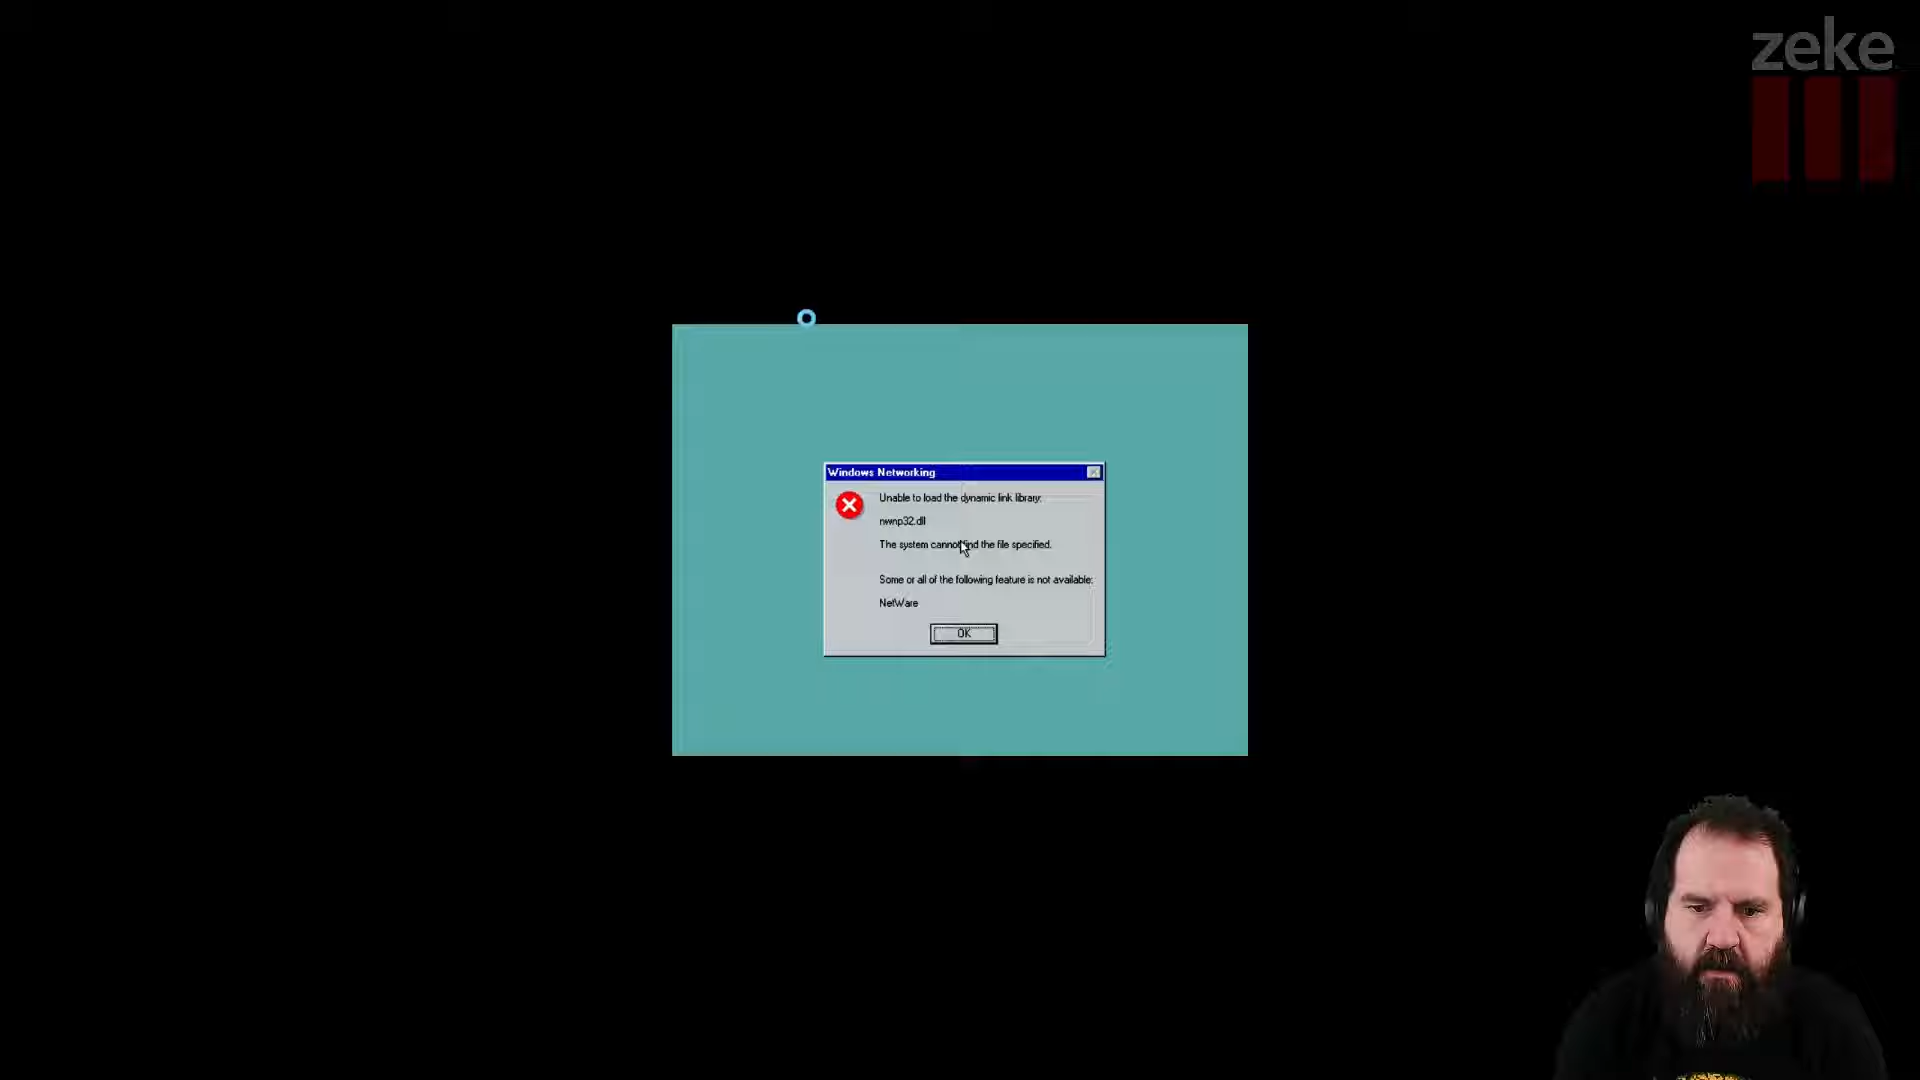 zeke
Windows Networking
Unable to load the dynamic link library:
nwnp32.dll
The system cannot find the file specified.
Some or all of the following feature is not available:
NetWare
OK